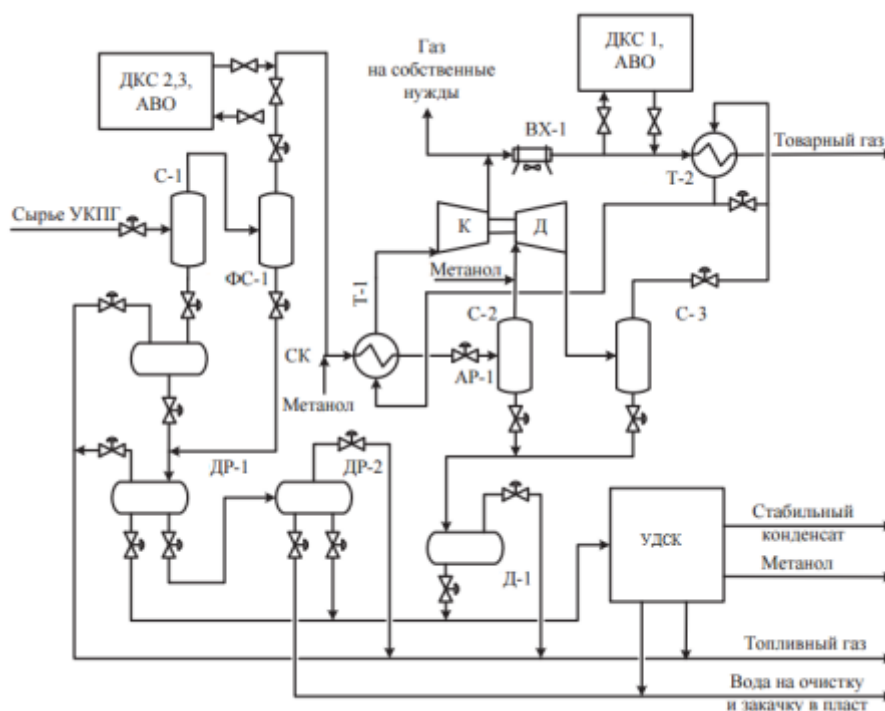 Газ
на собственные
нужды
ДКС 1,
АВО
ДКС 2,3,
АВО
ВХ-1
Товарный газ
С-1
Т-2
Сырье УКПГ
К
Д
Метанол
ФС-1
Т-1
С-2
С-3
СК
АР-1
Метанол
ДР-1
ДР-2
Стабильный
конденсат
УДСК
Метанол
Д-1
Топливный газ
Вода на очистку
и закачку в пласт